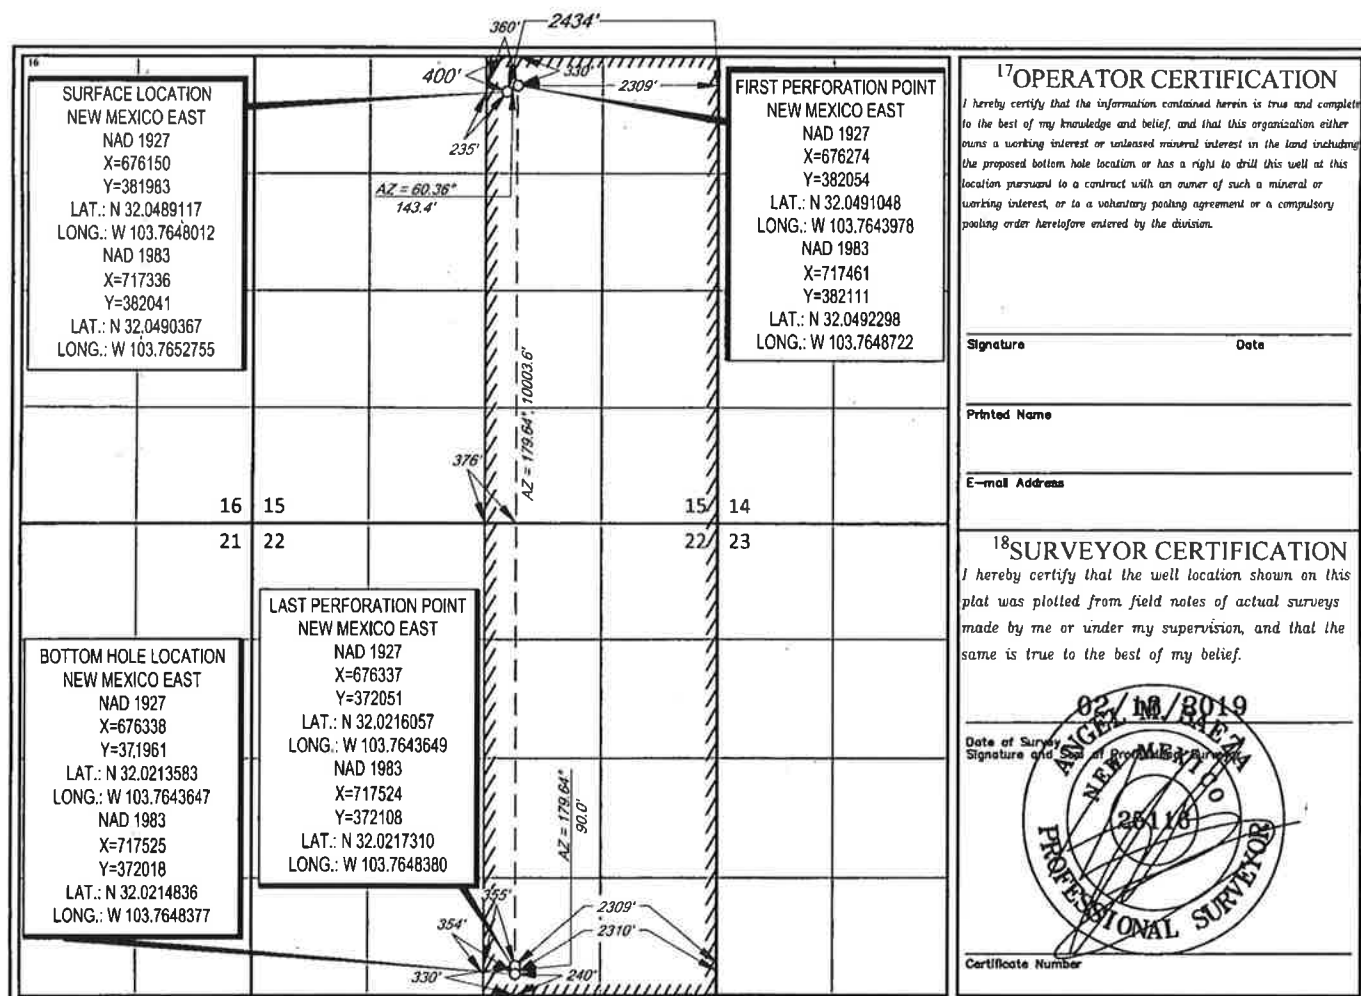 360'
2434'
16
400'
330'
2309'
235'
AZ = 60.36°
143.4'
SURFACE LOCATION
NEW MEXICO EAST
NAD 1927
X=676150
Y=381983
LAT.: N 32.0489117
LONG.: W 103.7648012
NAD 1983
X=717336
Y=382041
LAT.: N 32.0490367
LONG.: W 103.7652755
FIRST PERFORATION POINT
NEW MEXICO EAST
NAD 1927
X=676274
Y=382054
LAT.: N 32.0491048
LONG.: W 103.7643978
NAD 1983
X=717461
Y=382111
LAT.: N 32.0492298
LONG.: W 103.7648722
AZ = 179.64°, 10003.6'
376'
16 15
15 14
21 22
22 23
LAST PERFORATION POINT
NEW MEXICO EAST
NAD 1927
X=676337
Y=372051
LAT.: N 32.0216057
LONG.: W 103.7643649
NAD 1983
X=717524
Y=372108
LAT.: N 32.0217310
LONG.: W 103.7648380
BOTTOM HOLE LOCATION
NEW MEXICO EAST
NAD 1927
X=676338
Y=371961
LAT.: N 32.0213583
LONG.: W 103.7643647
NAD 1983
X=717525
Y=372018
LAT.: N 32.0214836
LONG.: W 103.7648377
AZ = 179.64°
90.0'
355'
2309'
354'
2310'
330'
240'
17 OPERATOR CERTIFICATION
I hereby certify that the information contained herein is true and complete
to the best of my knowledge and belief, and that this organization either
owns a working interest or unleased mineral interest in the land including
the proposed bottom hole location or has a right to drill this well at this
location pursuant to a contract with an owner of such a mineral or
working interest, or to a voluntary pooling agreement or a compulsory
pooling order heretofore entered by the division.
Signature Date
Printed Name
E-mail Address
18 SURVEYOR CERTIFICATION
I hereby certify that the well location shown on this
plat was plotted from field notes of actual surveys
made by me or under my supervision, and that the
same is true to the best of my belief.
Date of Survey
Signature and Seal of Professional Surveyor
ANGEL M. BAEZA
NEW MEXICO
PROFESSIONAL SURVEYOR
Certificate Number